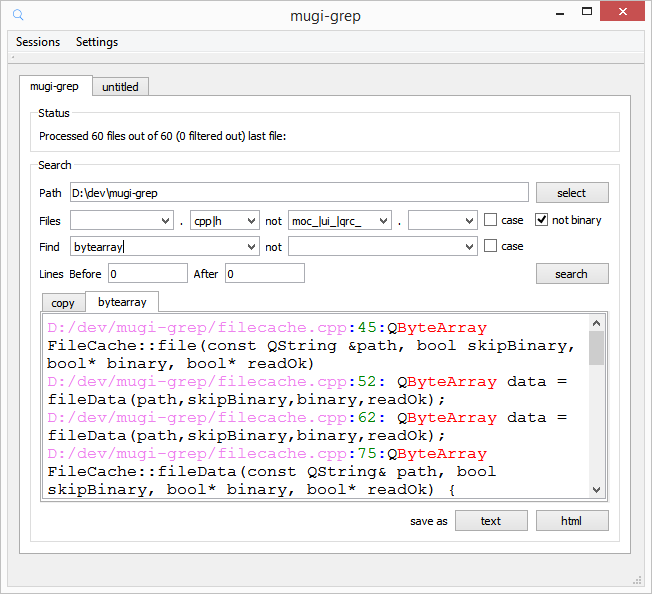 mugi-grep
Sessions Settings
mugi-grep untitled
Status
Processed 60 files out of 60 (0 filtered out) last file:
Search
Path D:\dev\mugi-grep select
Files . cpp|h not moc_|ui_|qrc_ . case not binary
Find bytearray not case
Lines Before 0 After 0 search
copy bytearray
D:/dev/mugi-grep/filecache.cpp:45:QByteArray
FileCache::file(const QString &path, bool skipBinary,
bool* binary, bool* readOk)
D:/dev/mugi-grep/filecache.cpp:52: QByteArray data =
fileData(path,skipBinary,binary,readOk);
D:/dev/mugi-grep/filecache.cpp:62: QByteArray data =
fileData(path,skipBinary,binary,readOk);
D:/dev/mugi-grep/filecache.cpp:75:QByteArray
FileCache::fileData(const QString& path, bool
skipBinary, bool* binary, bool* readOk) {
save as text html